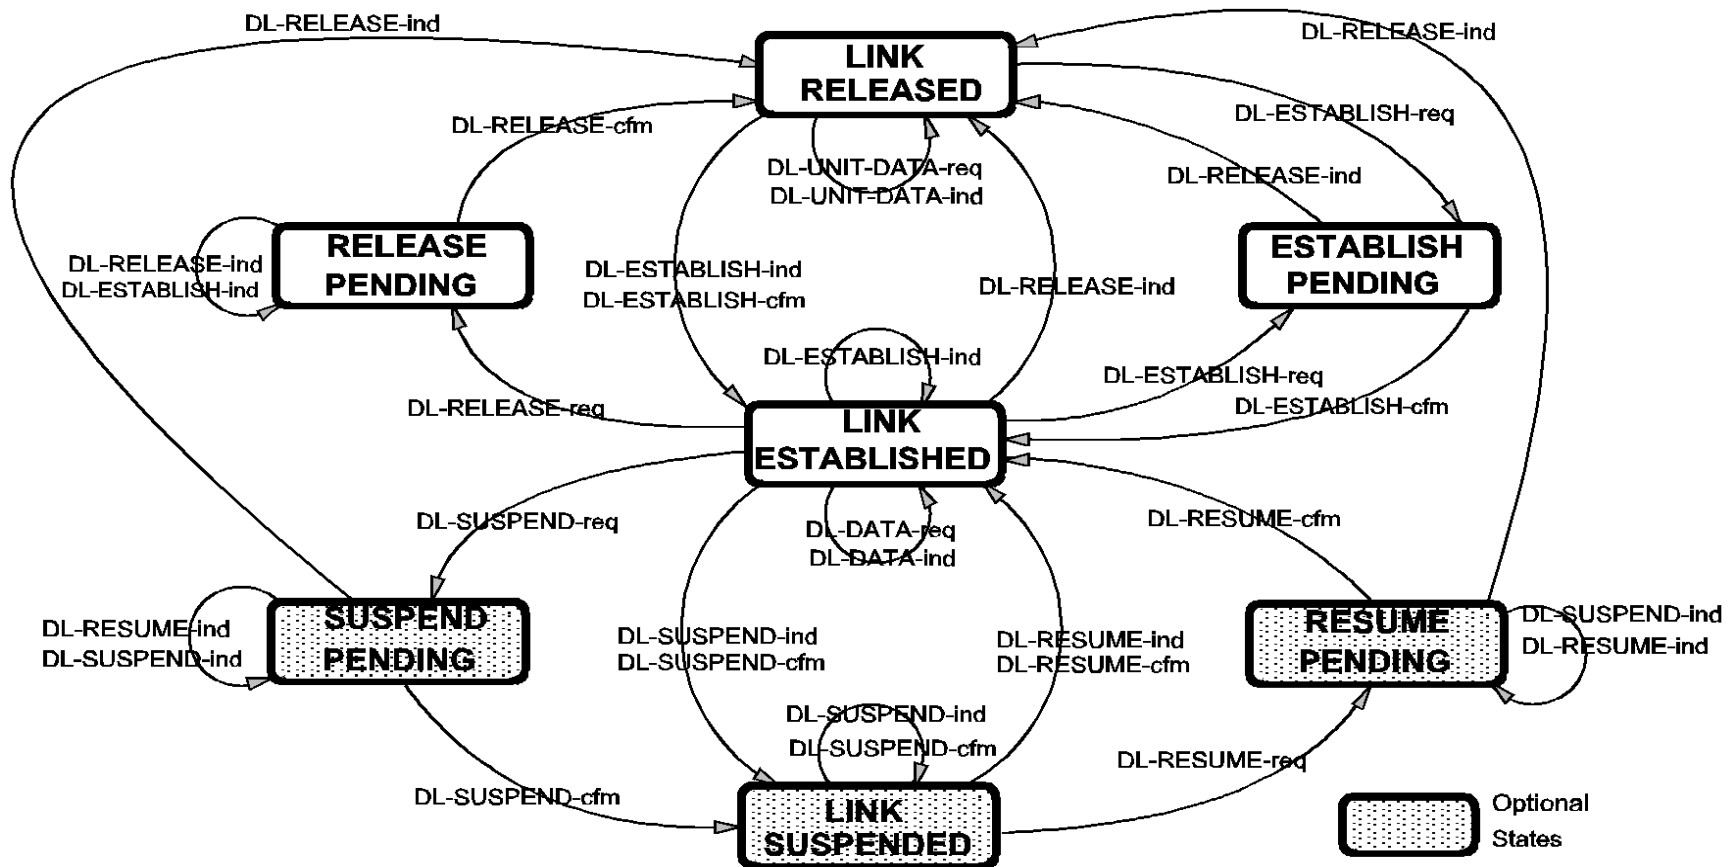 DL-RELEASE-ind
LINK
RELEASED
DL-RELEASE-ind
DL-RELEASE-cfm
DL-ESTABLISH-req
DL-UNIT-DATA-req
DL-UNIT-DATA-ind
DL-RELEASE-ind
RELEASE
PENDING
DL-RELEASE-ind
DL-ESTABLISH-ind
ESTABLISH
PENDING
DL-ESTABLISH-ind
DL-ESTABLISH-cfm
DL-RELEASE-ind
DL-ESTABLISH-ind
DL-ESTABLISH-req
DL-RELEASE-req
DL-ESTABLISH-cfm
LINK
ESTABLISHED
DL-SUSPEND-req
DL-DATA-req
DL-DATA-ind
DL-RESUME-cfm
SUSPEND
PENDING
DL-RESUME-ind
DL-SUSPEND-ind
DL-SUSPEND-ind
DL-SUSPEND-cfm
DL-RESUME-ind
DL-RESUME-cfm
RESUME
PENDING
DL-SUSPEND-ind
DL-RESUME-ind
DL-SUSPEND-ind
DL-SUSPEND-cfm
DL-RESUME-req
DL-SUSPEND-cfm
LINK
SUSPENDED
Optional
States